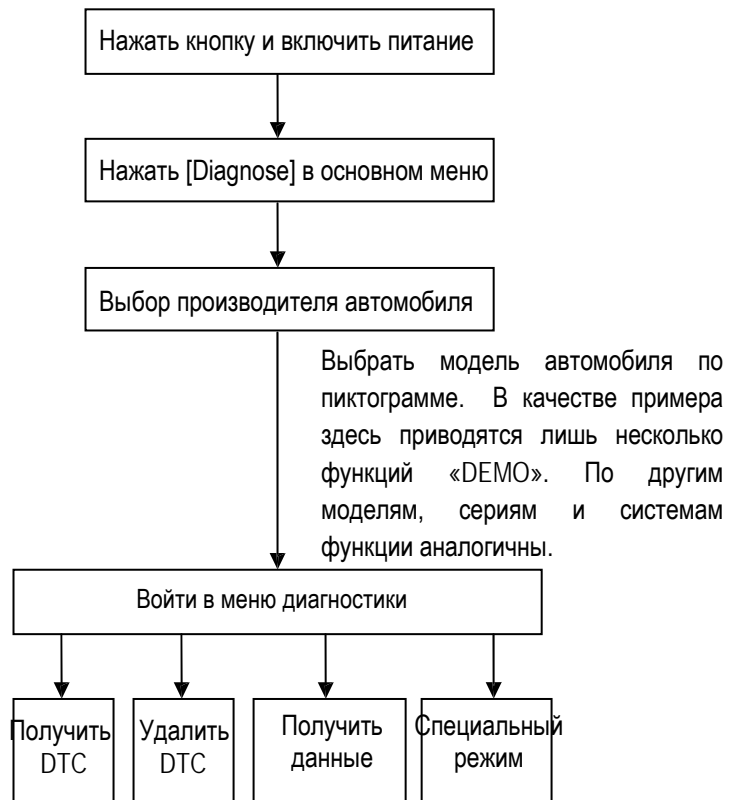 Нажать кнопку и включить питание
Нажать [Diagnose] в основном меню
Выбор производителя автомобиля
Выбрать модель автомобиля по
пиктограмме. В качестве примера
здесь приводятся лишь несколько
функций «DEMO». По другим
моделям, сериям и системам
функции аналогичны.
Войти в меню диагностики
Получить
DTC
Удалить
DTC
Получить
данные
Специальный
режим